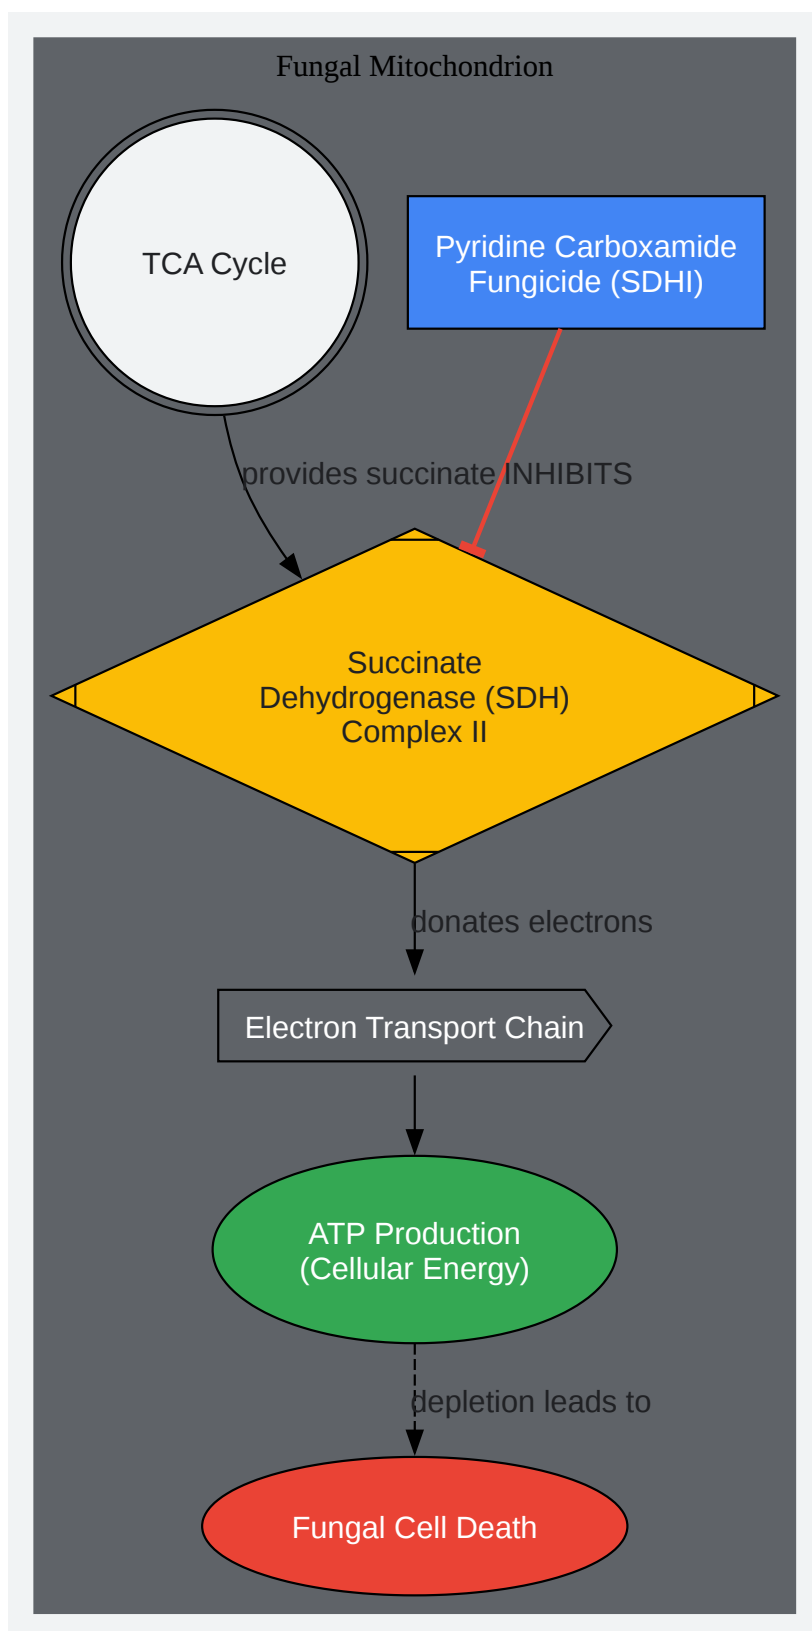 Fungal Mitochondrion
TCA Cycle
Pyridine Carboxamide
Fungicide (SDHI)
provides succinate
INHIBITS
Succinate
Dehydrogenase (SDH)
Complex II
donates electrons
Electron Transport Chain
ATP Production
(Cellular Energy)
depletion leads to
Fungal Cell Death